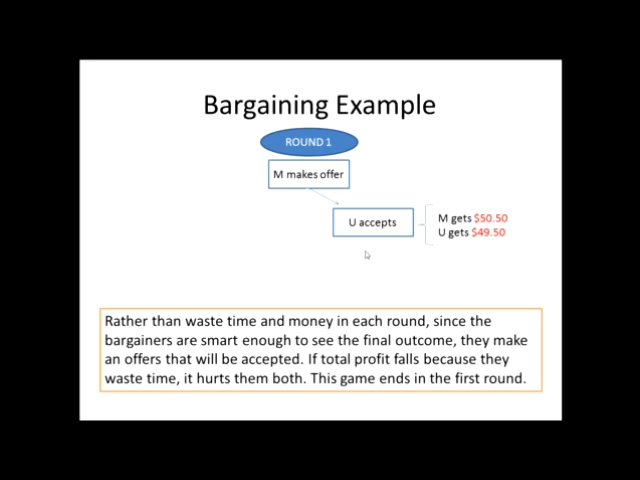 Bargaining Example
ROUND 1
M makes offer
U accepts
M gets $50.50
U gets $49.50
Rather than waste time and money in each round, since the
bargainers are smart enough to see the final outcome, they make
an offers that will be accepted. If total profit falls because they
waste time, it hurts them both. This game ends in the first round.